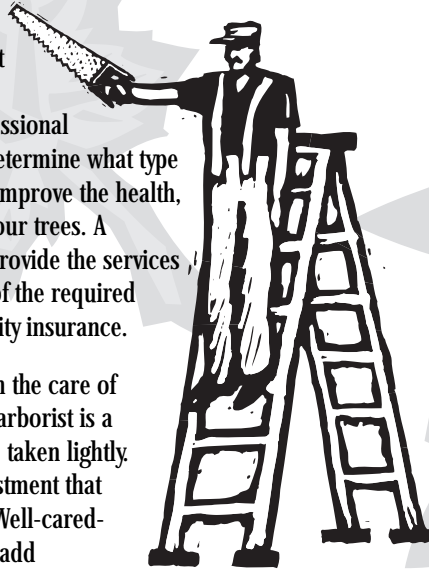 t
ssional
etermine what type
mprove the health,
our trees. A
rovide the services
of the required
ity insurance.
n the care of
arborist is a
taken lightly.
stment that
Well-cared-
add